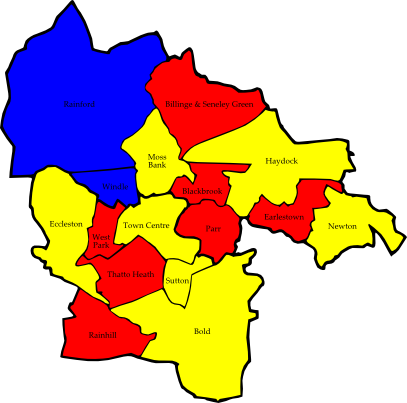 Rainford
Billinge & Seneley Green
Moss
Bank
Haydock
Windle
Blackbrook
Eccleston
Town Centre
West
Park
Parr
Earlestown
Newton
Thatto Heath
Sutton
Rainhill
Bold